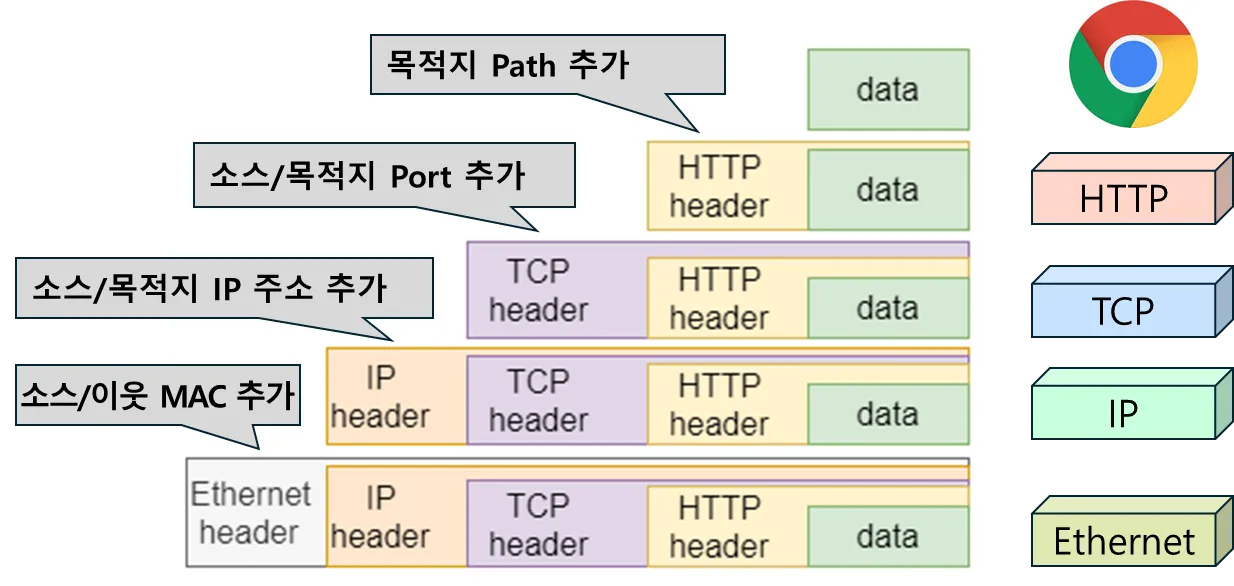 목적지 Path 추가
data
소스/목적지 Port 추가
HTTP
header
data
HTTP
소스/목적지 IP 주소 추가
TCP
header
HTTP
header
data
TCP
소스/이웃 MAC 추가
IP
header
TCP
header
HTTP
header
data
IP
Ethernet
header
IP
header
TCP
header
HTTP
header
data
Ethernet